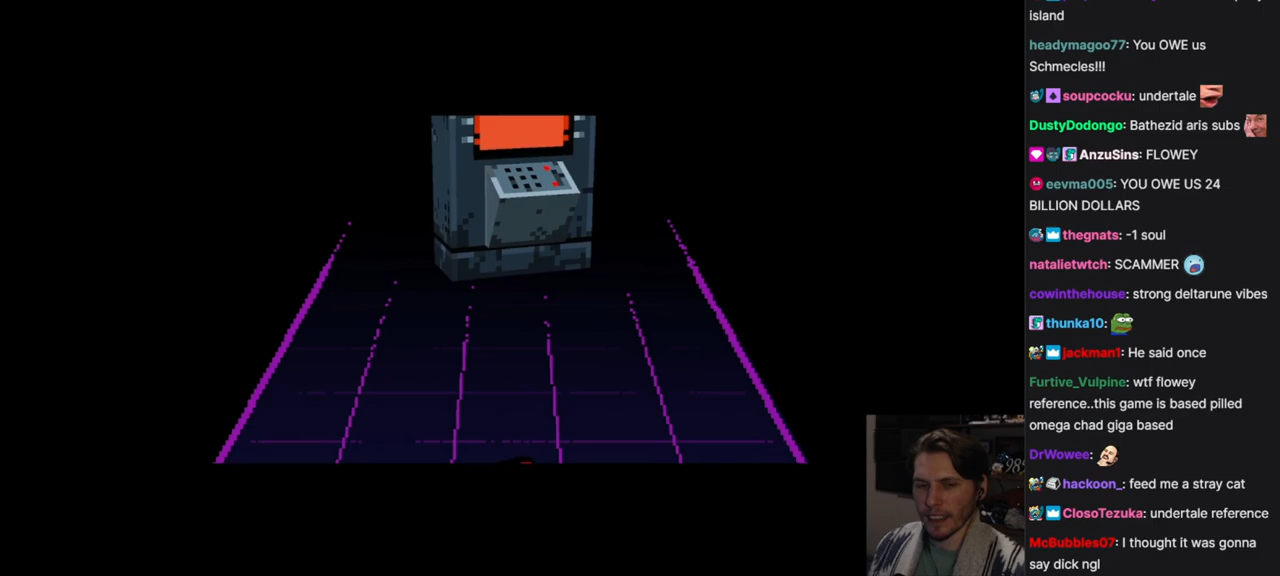 island
headymagoo77: You OWE us
Schmecles!!!
soupcocku: undertale
DustyDodongo: Bathezid aris subs
AnzuSins: FLOWEY
eevma005: YOU OWE US 24
BILLION DOLLARS
thegnats: -1 soul
natalietwtch: SCAMMER
cowinthehouse: strong deltarune vibes
thunka10:
jackman1: He said once
Furtive_Vulpine: wtf flowey
reference..this game is based pilled
omega chad giga based
DrWowee:
hackoon_: feed me a stray cat
ClosoTezuka: undertale reference
McBubbles07: I thought it was gonna
say dick ngl